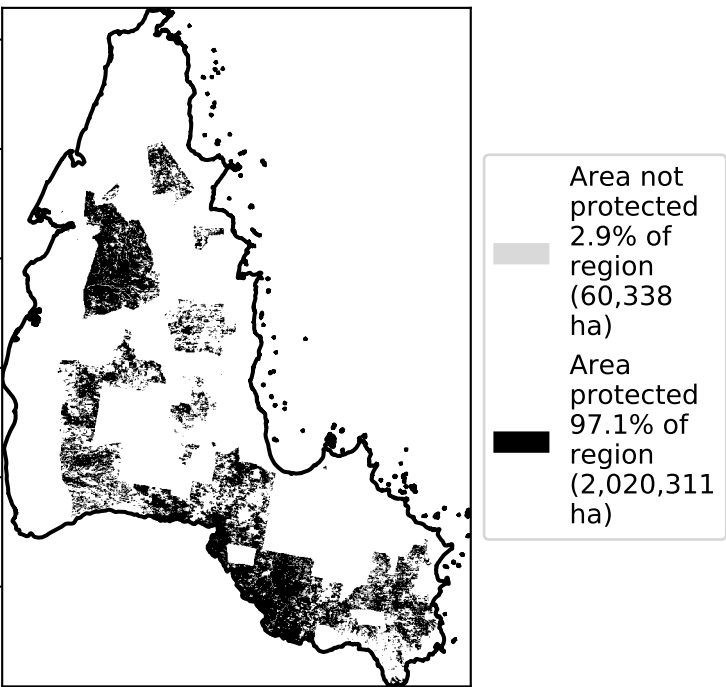 Area not
protected
2.9% of
region
(60,338
ha)
Area
protected
97.1% of
region
(2,020,311
ha)